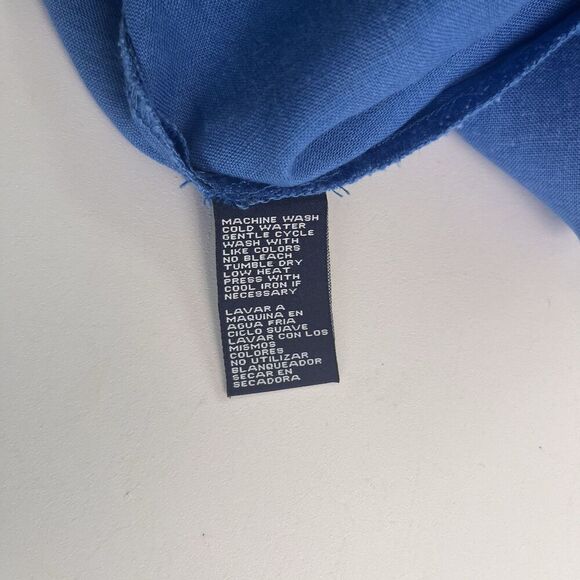 MACHINE WASH
COLD WATER
GENTLE CYCLE
WASH WITH
LIKE COLORS
NO BLEACH
TUMBLE DRY
LOW HEAT
PRESS WITH
COOL IRON IF
NECESSARY
LAVAR A
MAQUINA EN
AGUA FRIA
CICLO SUAVE
LAVAR CON LOS
MISMOS
COLORES
NO UTILIZAR
BLANQUEADOR
SECAR EN
SECADORA